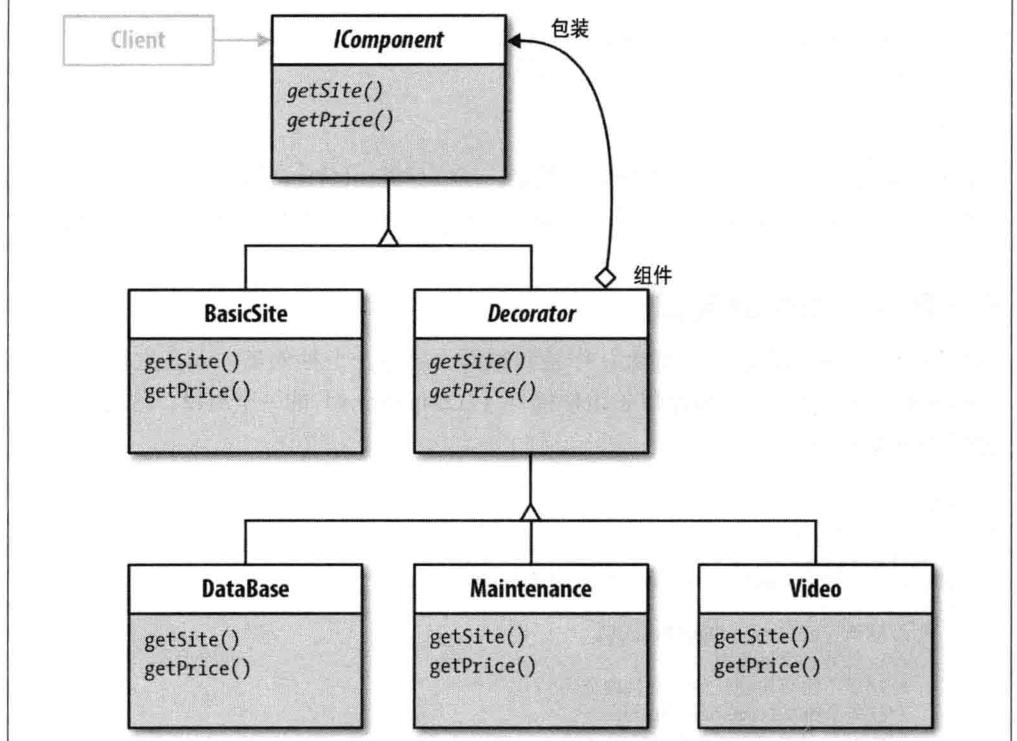 Client
IComponent
包装
getSite()
getPrice()
组件
BasicSite
Decorator
getSite()
getPrice()
getSite()
getPrice()
DataBase
Maintenance
Video
getSite()
getPrice()
getSite()
getPrice()
getSite()
getPrice()